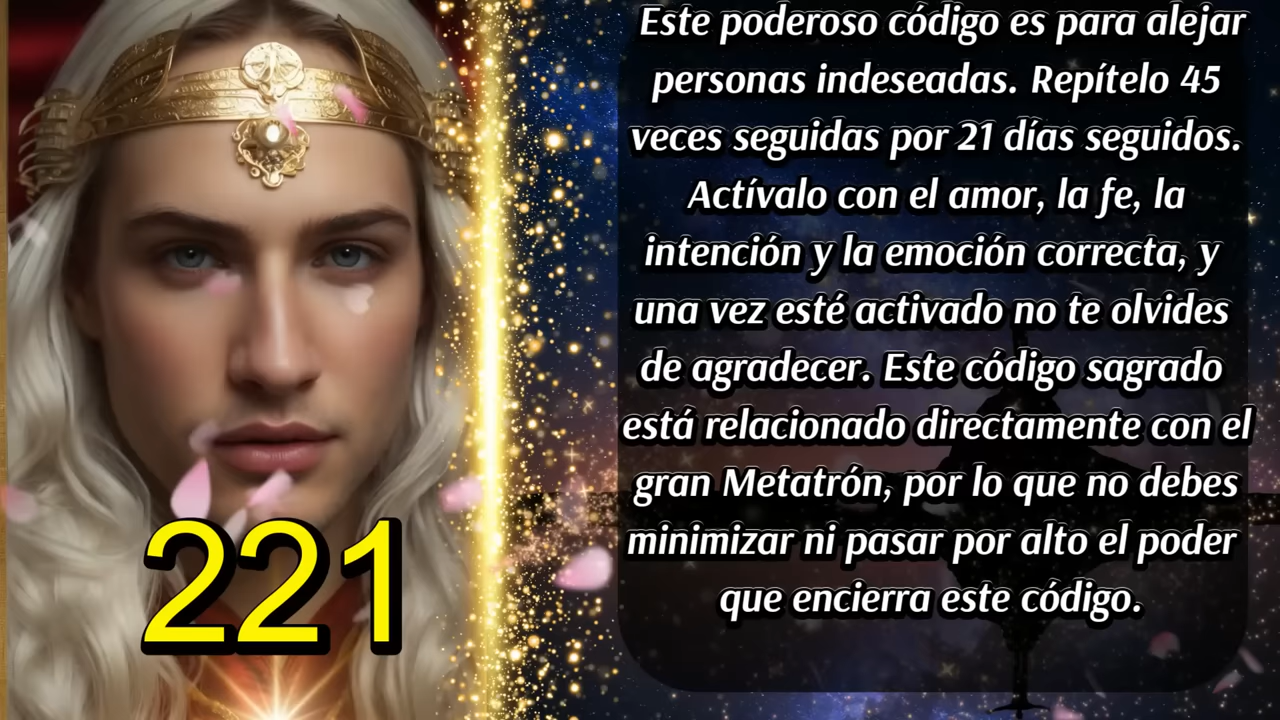 Este poderoso código es para alejar
personas indeseadas. Repítelo 45
veces seguidas por 21 días seguidos.
Actívalo con el amor, la fe, la
intención y la emoción correcta, y
una vez esté activado no te olvides
de agradecer. Este código sagrado
está relacionado directamente con el
gran Metatrón, por lo que no debes
minimizar ni pasar por alto el poder
que encierra este código.
221